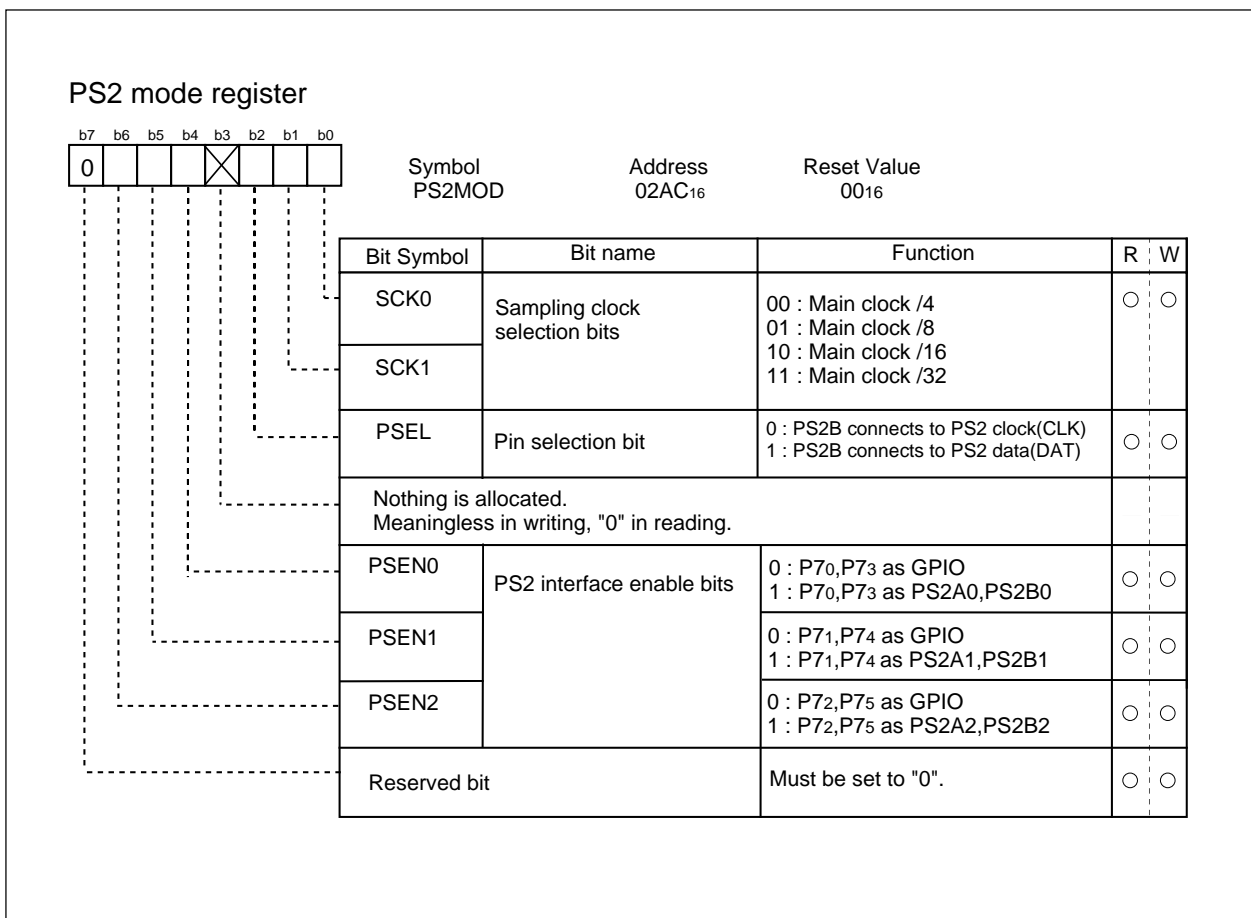 PS2 mode register
b7 b6 b5 b4 b3 b2 b1 b0
0
Symbol Address Reset Value
PS2MOD 02AC16 0016
Bit Symbol Bit name Function R W
SCK0 Sampling clock selection bits 00 : Main clock /4
01 : Main clock /8
10 : Main clock /16
SCK1 11 : Main clock /32
PSEL Pin selection bit 0 : PS2B connects to PS2 clock(CLK)
1 : PS2B connects to PS2 data(DAT)
Nothing is allocated.
Meaningless in writing, "0" in reading.
PSEN0 PS2 interface enable bits 0 : P70,P73 as GPIO
1 : P70,P73 as PS2A0,PS2B0
PSEN1 0 : P71,P74 as GPIO
1 : P71,P74 as PS2A1,PS2B1
PSEN2 0 : P72,P75 as GPIO
1 : P72,P75 as PS2A2,PS2B2
Reserved bit Must be set to "0".